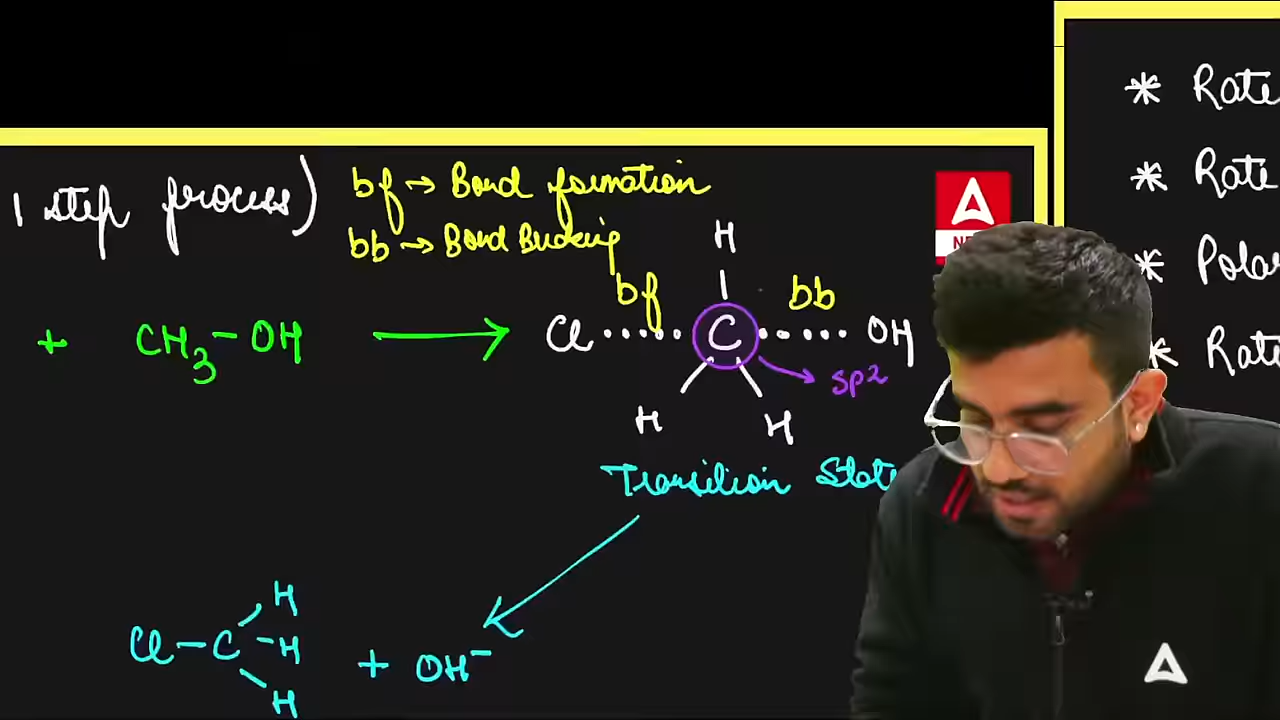 1 step process)
bf → Bond formation
bb → Bond Breaking
H
bf bb
+ CH3-OH → Cl ..... C ..... OH
sp2
H H
Transition State
H
Cl-C-H + OH-
H
* Rate
* Rate
* Polar
* Rate